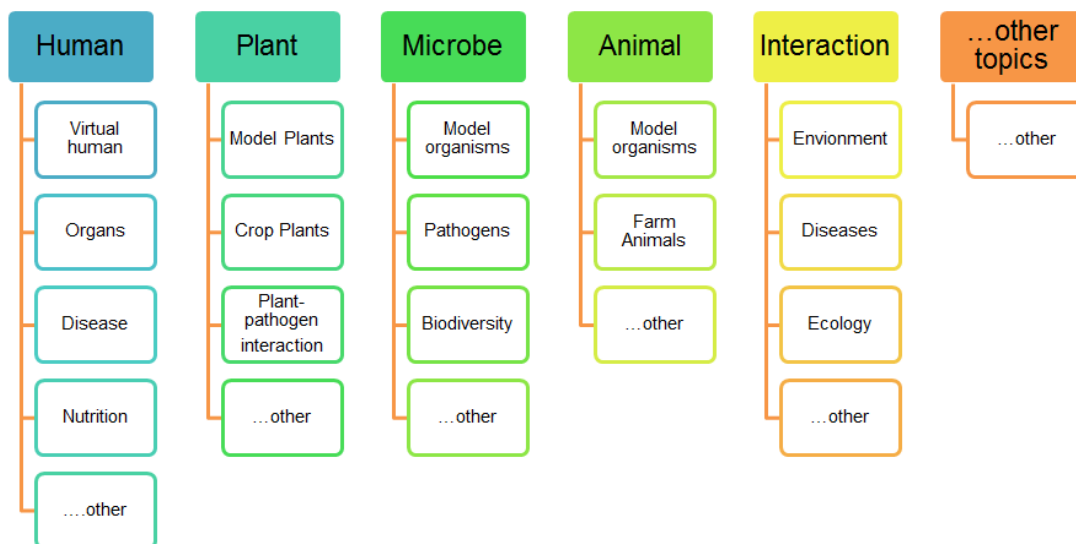 Human
Virtual
human
Organs
Disease
Nutrition
….other
Plant
Model Plants
Crop Plants
Plant-
pathogen
interaction
…other
Microbe
Model
organisms
Pathogens
Biodiversity
…other
Animal
Model
organisms
Farm
Animals
…other
Interaction
Envionment
Diseases
Ecology
…other
…other
topics
…other